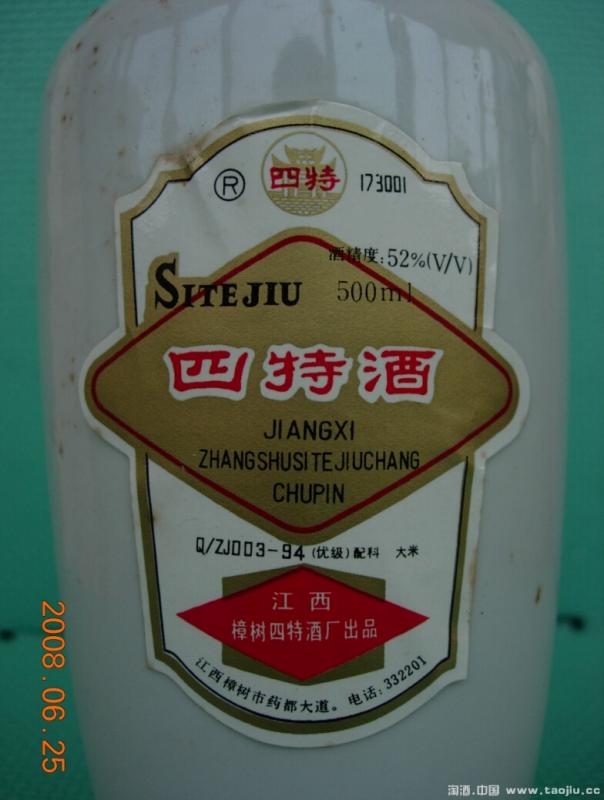 ® 四特 173001
酒精度:52%(V/V)
SITEJIU 500ml
四特酒
JIANGXI
ZHANGSHUSITEJIUCHANG
CHUPIN
Q/ZJ003-94 (优级) 配料 大米
江西
樟树四特酒厂出品
江西樟树市药都大道。电话:332201
2008.06.25
淘酒.中国 www.taojiu.cc